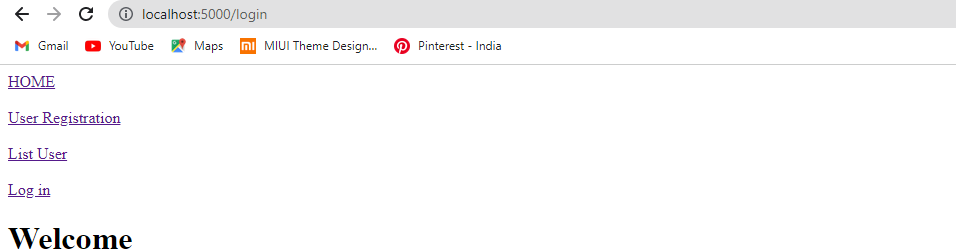 localhost:5000/login
Gmail YouTube Maps MIUI Theme Design... Pinterest - India
HOME
User Registration
List User
Log in
Welcome